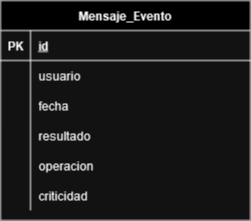 Mensaje_Evento
PK id
usuario
fecha
resultado
operacion
criticidad